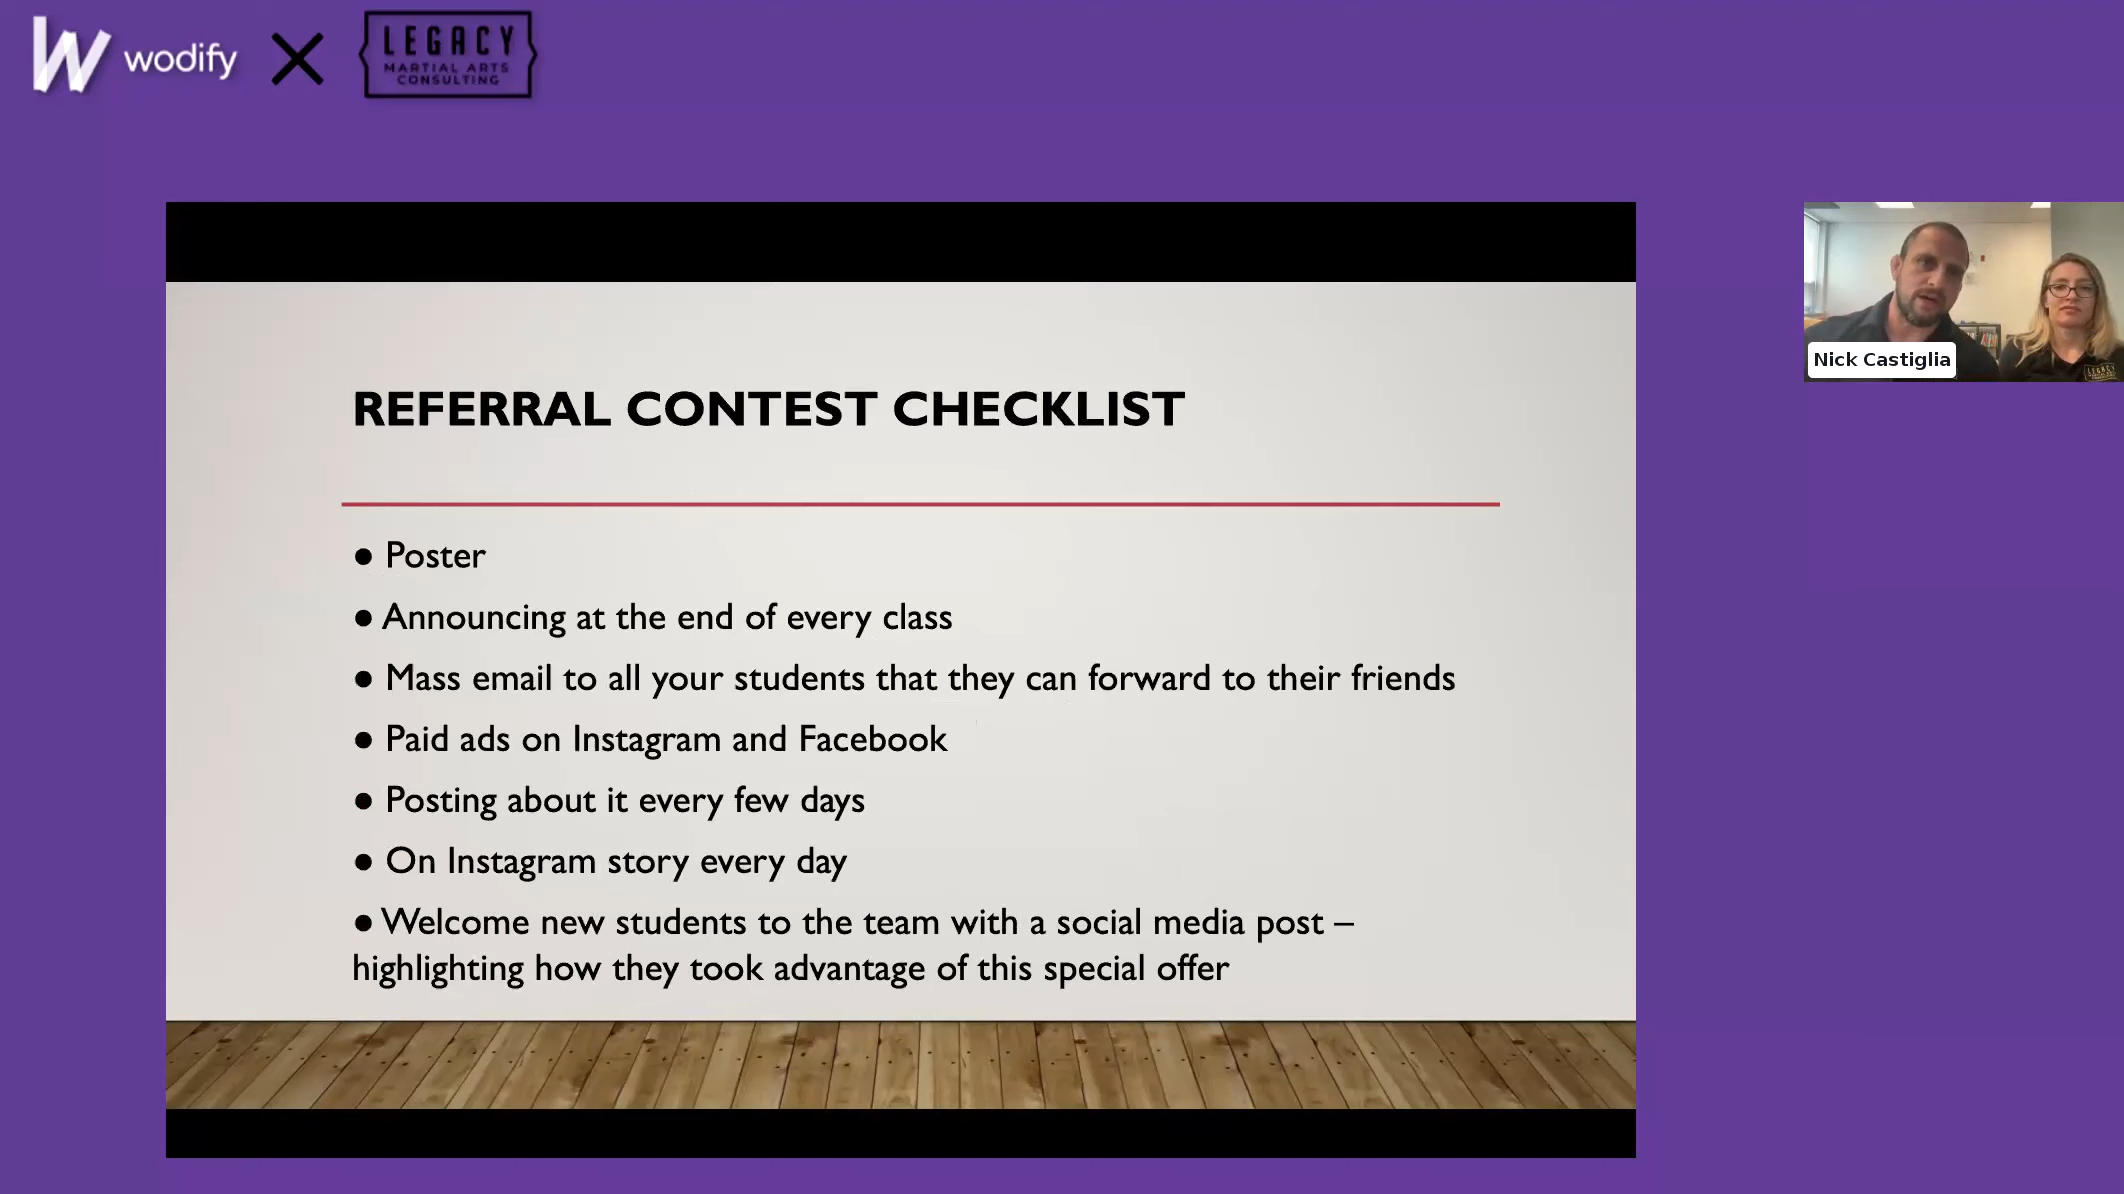 wodify
LEGACY
MARTIAL ARTS
CONSULTING
Nick Castiglia
LEGACY
REFERRAL CONTEST CHECKLIST
● Poster
● Announcing at the end of every class
● Mass email to all your students that they can forward to their friends
● Paid ads on Instagram and Facebook
● Posting about it every few days
● On Instagram story every day
● Welcome new students to the team with a social media post –
highlighting how they took advantage of this special offer